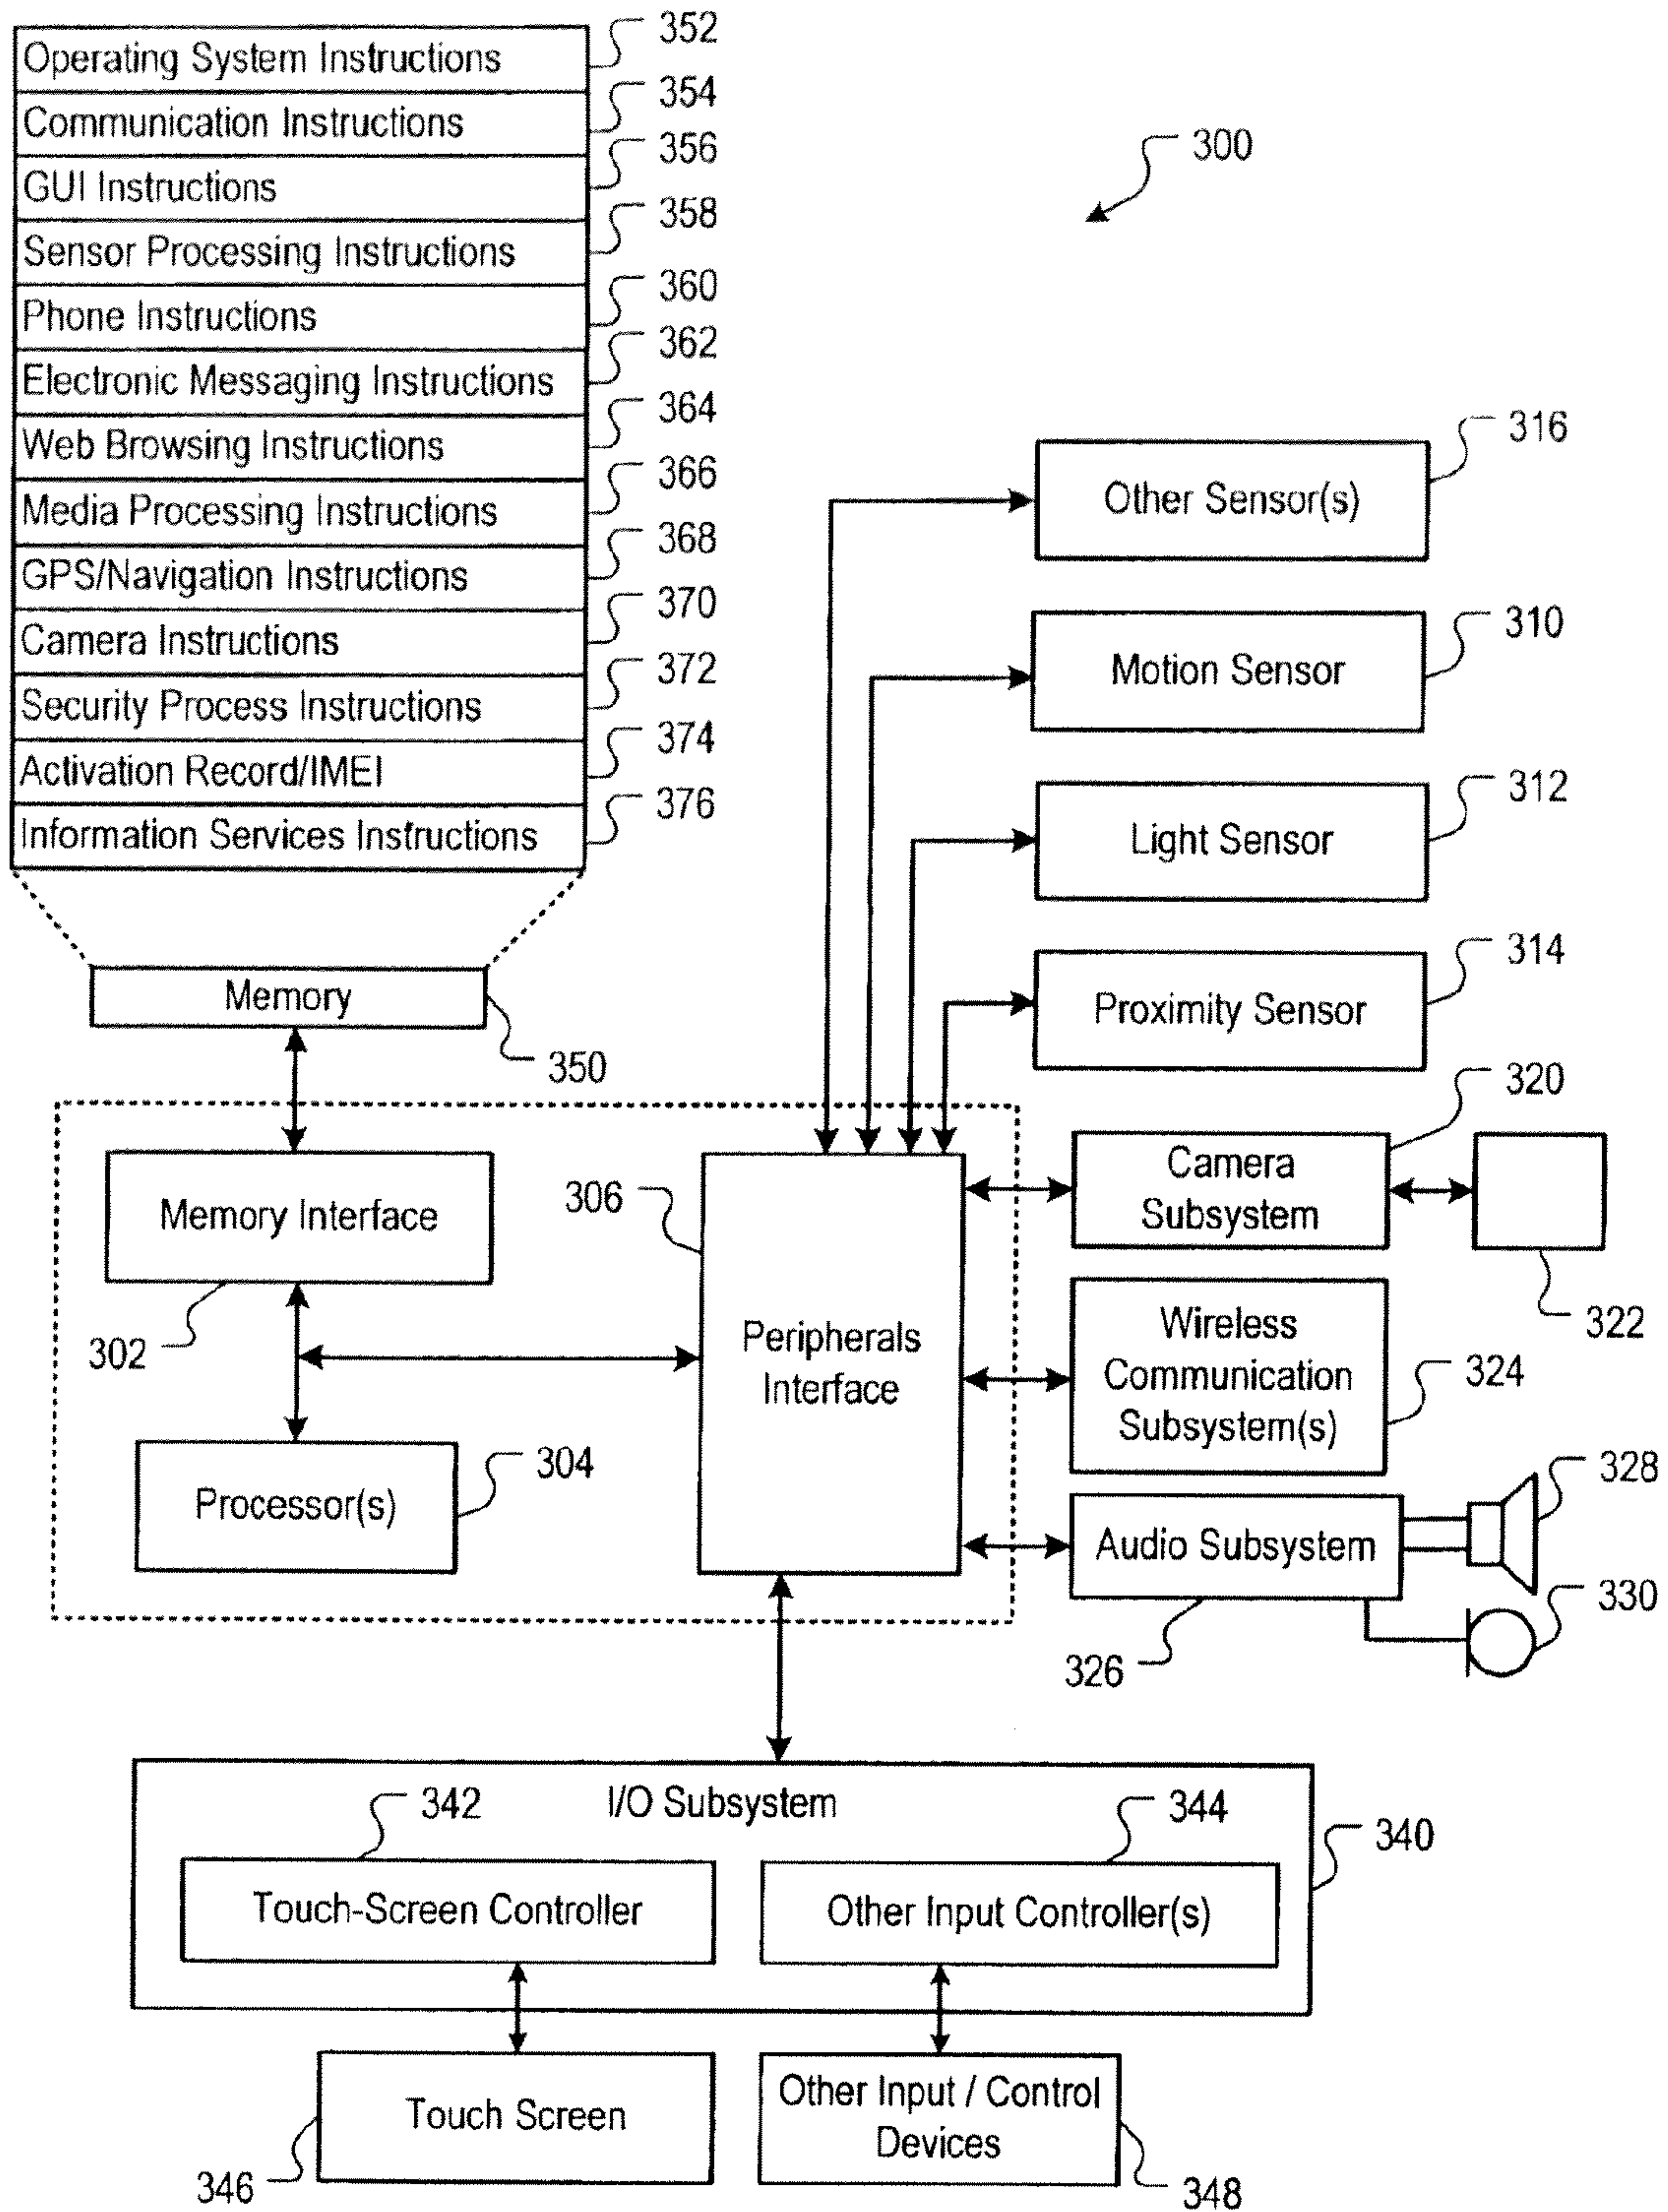 352
Operating System Instructions
354
Communication Instructions
356
GUI Instructions
358
Sensor Processing Instructions
360
Phone Instructions
362
Electronic Messaging Instructions
364
Web Browsing Instructions
366
Media Processing Instructions
368
GPS/Navigation Instructions
370
Camera Instructions
372
Security Process Instructions
374
Activation Record/IMEI
376
Information Services Instructions
300
Memory
350
316
Other Sensor(s)
310
Motion Sensor
312
Light Sensor
314
Proximity Sensor
320
Camera
Subsystem
322
Memory Interface
302
306
Peripherals
Interface
Wireless
Communication
Subsystem(s)
324
304
Processor(s)
328
Audio Subsystem
330
326
I/O Subsystem
342
344
340
Touch-Screen Controller
Other Input Controller(s)
Touch Screen
346
Other Input / Control
Devices
348